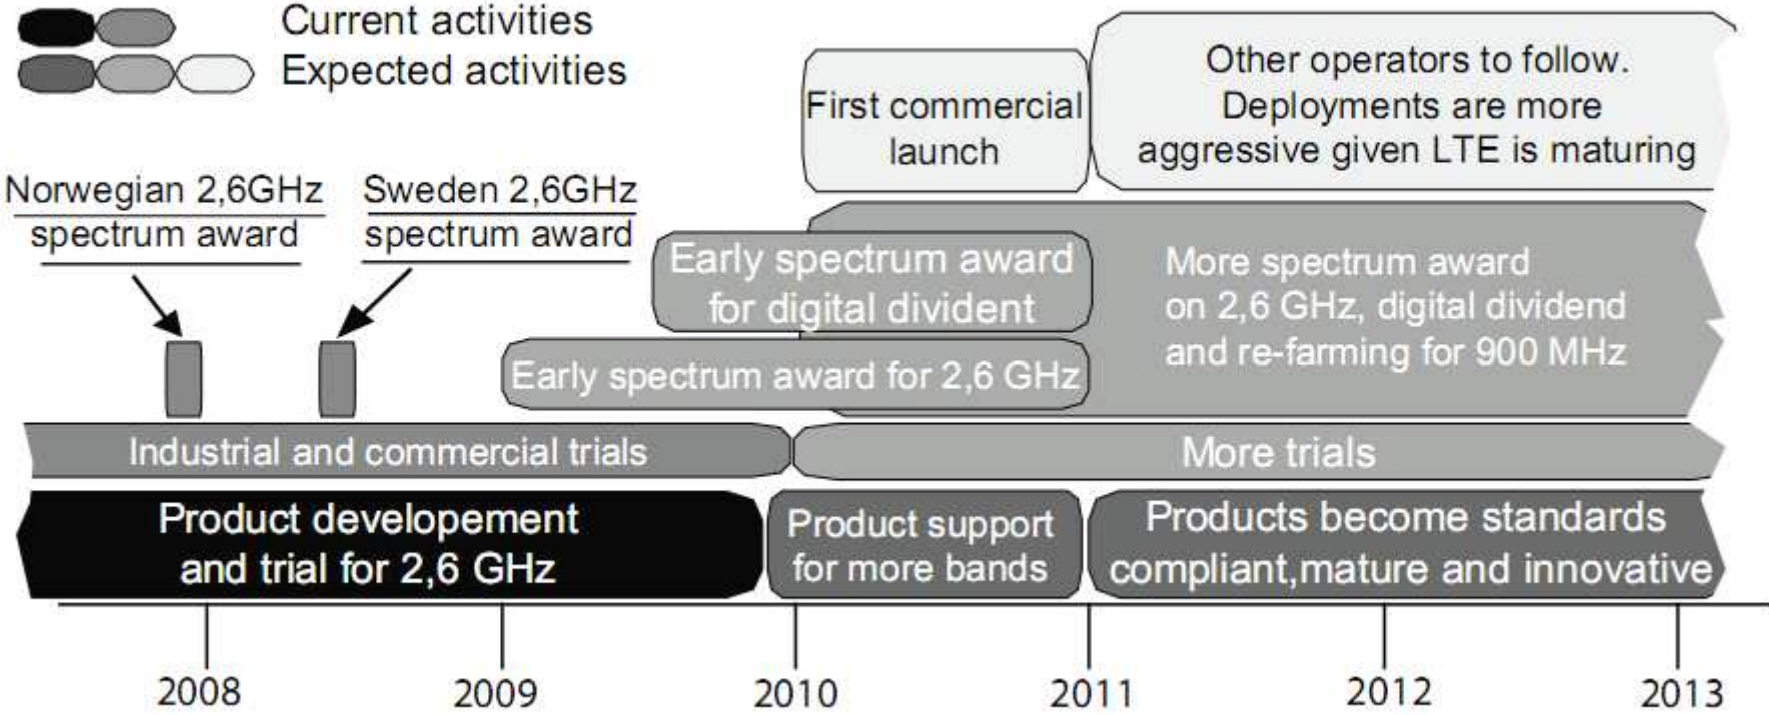 Current activities
Expected activities
Norwegian 2,6GHz
spectrum award
Sweden 2,6GHz
spectrum award
First commercial
launch
Other operators to follow.
Deployments are more
aggressive given LTE is maturing
Early spectrum award
for digital divident
Early spectrum award for 2,6 GHz
More spectrum award
on 2,6 GHz, digital dividend
and re-farming for 900 MHz
Industrial and commercial trials
More trials
Product developement
and trial for 2,6 GHz
Product support
for more bands
Products become standards
compliant,mature and innovative
2008
2009
2010
2011
2012
2013